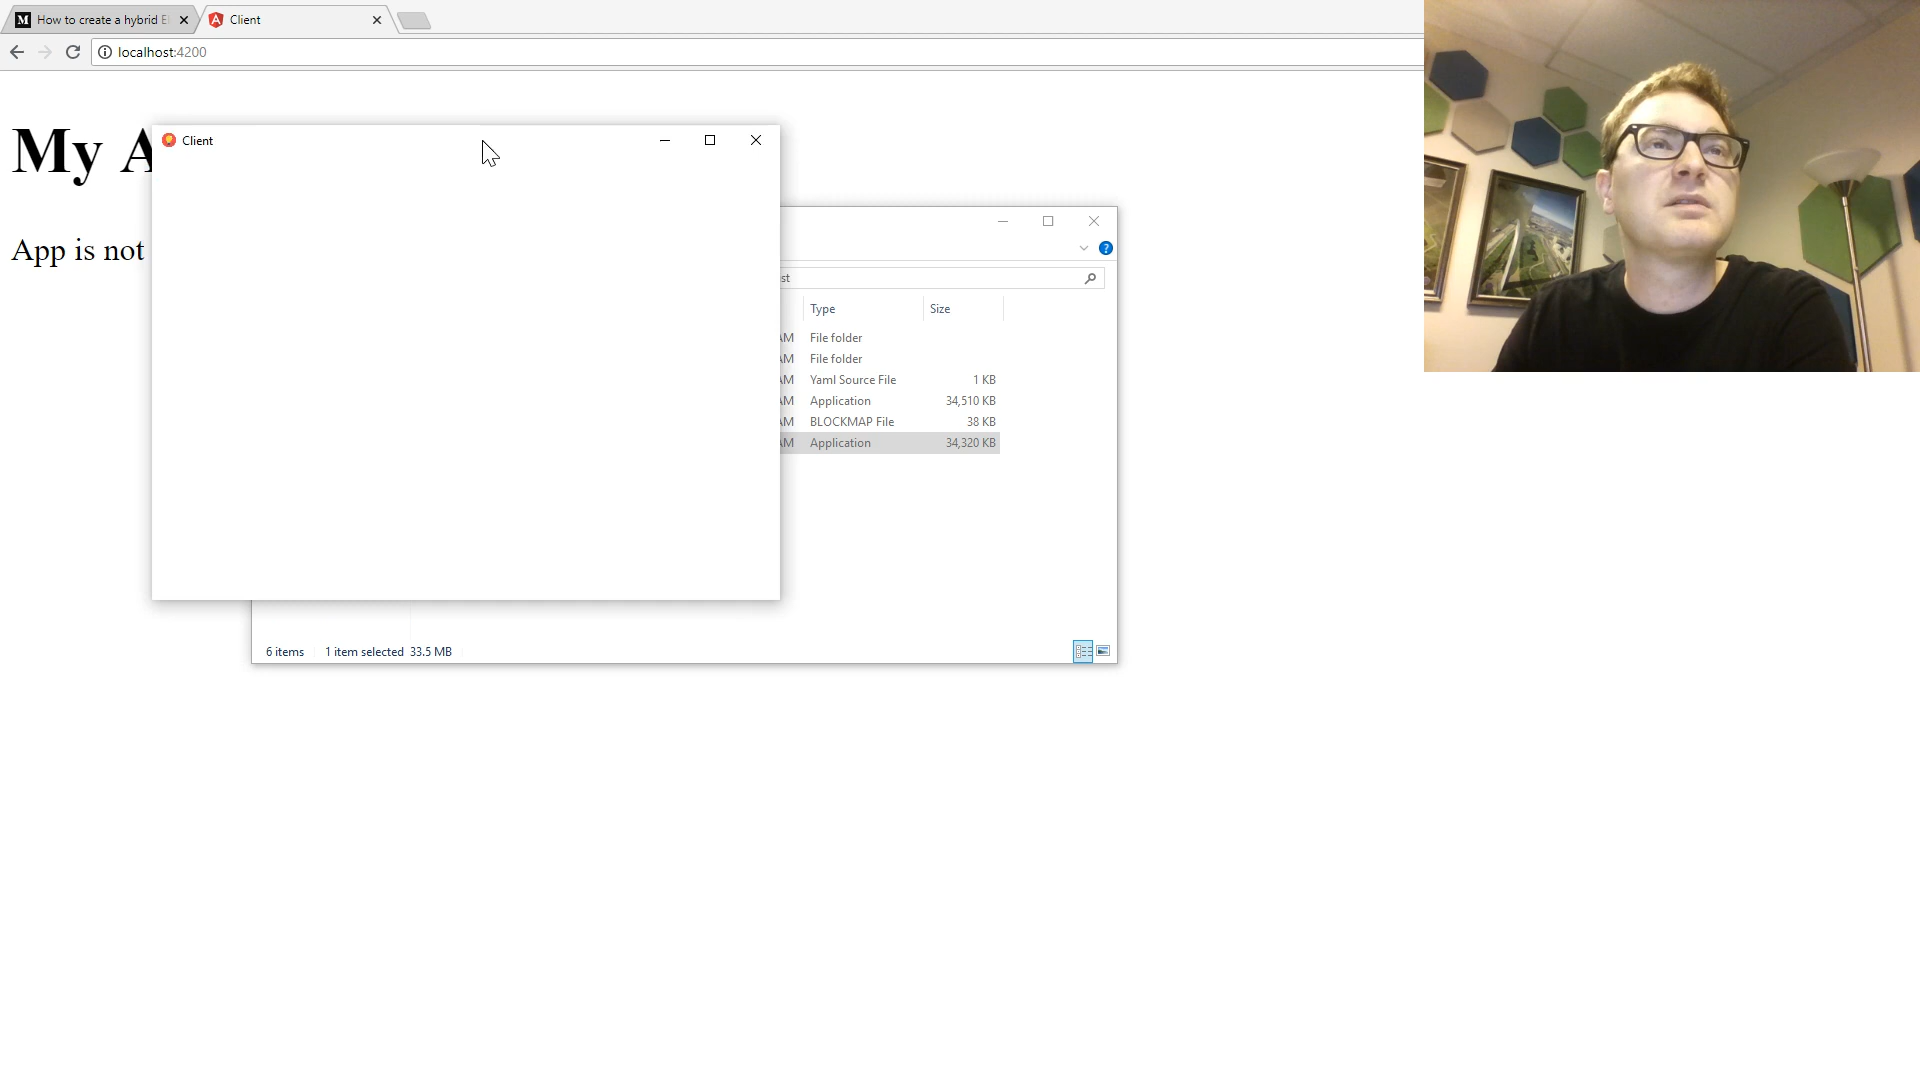 How to create a hybrid El
Client
localhost:4200
My A
App is not
Client
st
Type
Size
AM File folder
AM File folder
AM Yaml Source File 1 KB
AM Application 34,510 KB
AM BLOCKMAP File 38 KB
AM Application 34,320 KB
6 items 1 item selected 33.5 MB